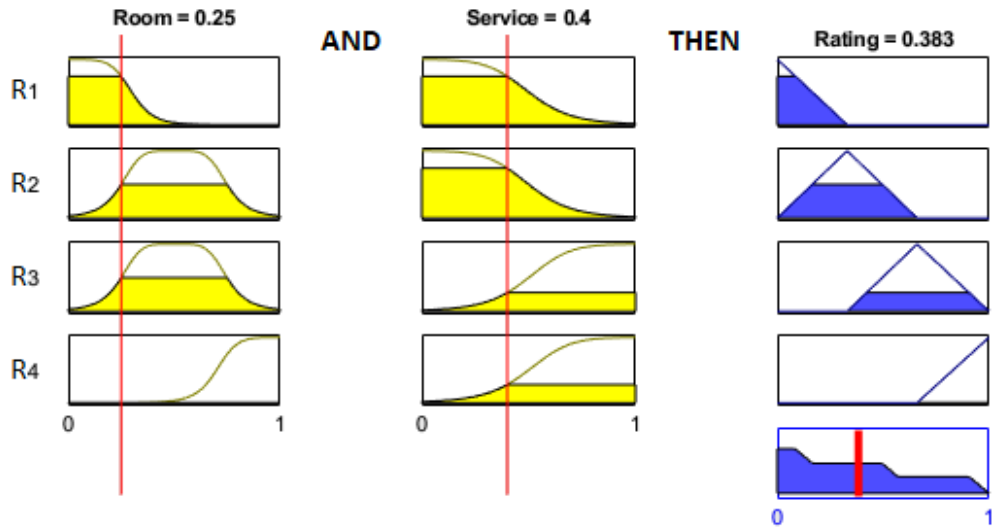 Room = 0.25 AND Service = 0.4 THEN Rating = 0.383
R1
R2
R3
R4
0 1 0 1
0 1